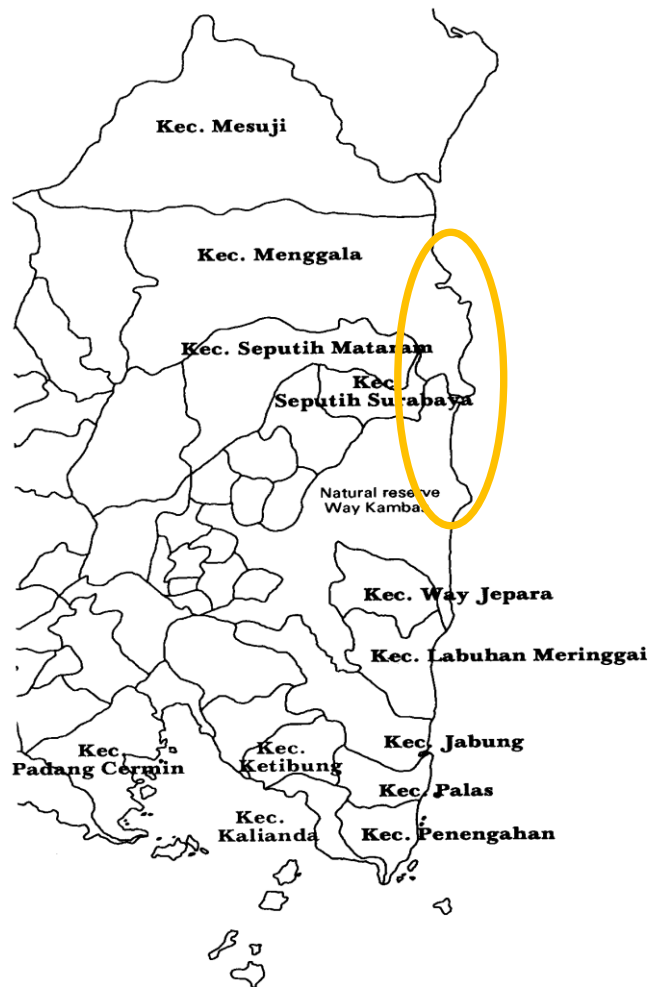 Kec. Mesuji
Kec. Menggala
Kec. Seputih Mataram
Kec.
Seputih Surabaya
Natural reserve
Way Kambas
Kec. Way Jepara
Kec. Labuhan Meringgai
Kec.
Padang Cermin
Kec.
Ketibung
Kec. Jabung
Kec. Palas
Kec.
Kalianda
Kec. Penengahan